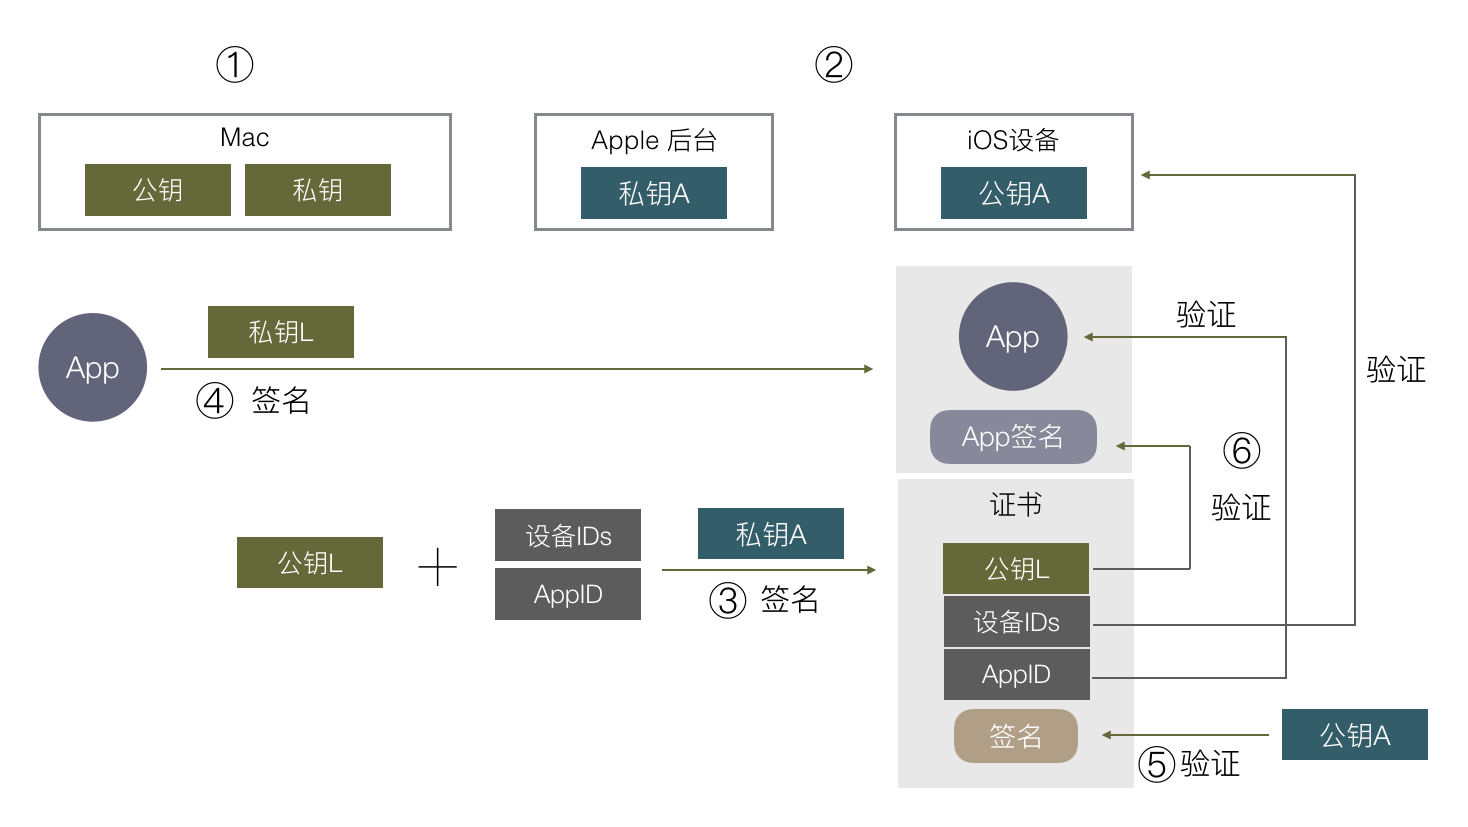 ①
②
Mac
公钥
私钥
Apple 后台
私钥A
iOS设备
公钥A
App
私钥L
④ 签名
App
App签名
验证
验证
⑥
验证
公钥L
+
设备IDs
AppID
私钥A
③ 签名
证书
公钥L
设备IDs
AppID
签名
⑤ 验证
公钥A